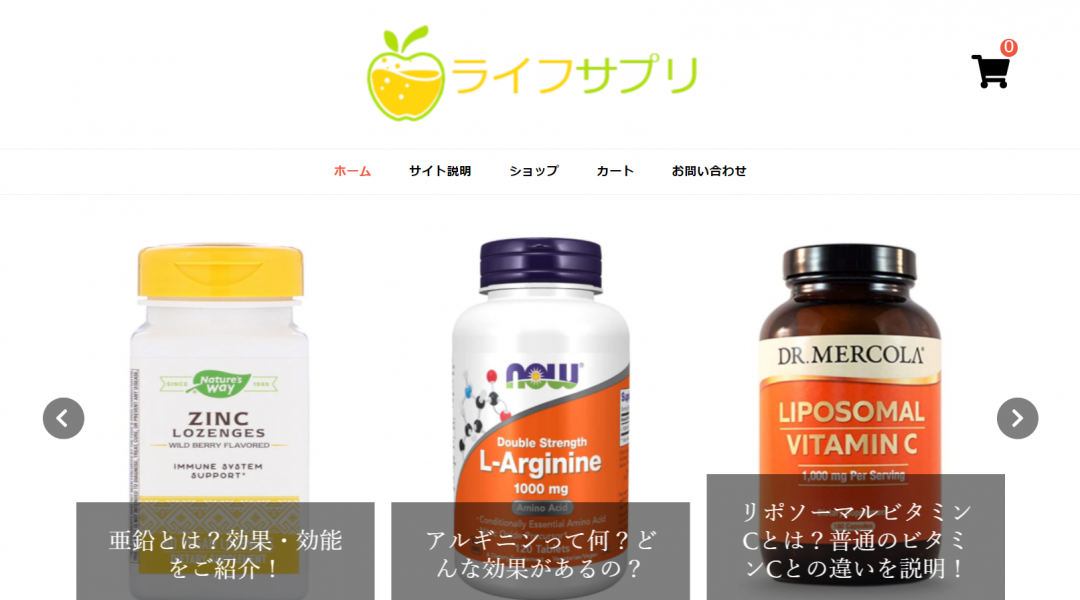 ライフサプリ
0
ホーム サイト説明 ショップ カート お問い合わせ
SINCE Nature's Way 1969
ZINC
LOZENGES
WILD BERRY FLAVORED
IMMUNE SYSTEM
SUPPORT*
亜鉛とは？効果・効能
をご紹介！
NOW
Double Strength
L-Arginine
1000 mg
Amino Acid
*Conditionally Essential Amino Acid
120 Tablets
アルギニンって何？ど
んな効果があるの？
DR. MERCOLA®
LIPOSOMAL
VITAMIN C
1,000 mg Per Serving
リポソーマルビタミン
Cとは？普通のビタミ
ンCとの違いを説明！